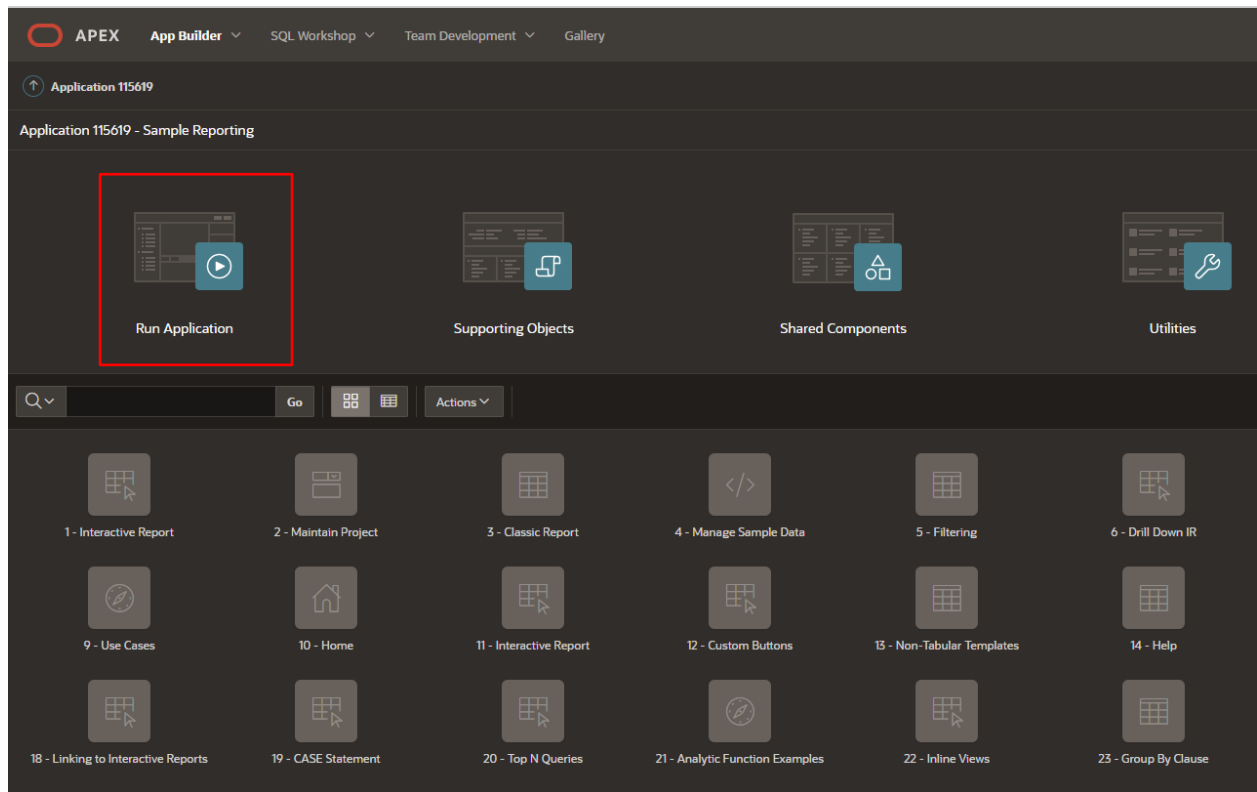 APEX App Builder SQL Workshop Team Development Gallery
Application 115619
Application 115619 - Sample Reporting
Run Application Supporting Objects Shared Components Utilities
Go Actions
1 - Interactive Report 2 - Maintain Project 3 - Classic Report 4 - Manage Sample Data 5 - Filtering 6 - Drill Down IR
9 - Use Cases 10 - Home 11 - Interactive Report 12 - Custom Buttons 13 - Non-Tabular Templates 14 - Help
18 - Linking to Interactive Reports 19 - CASE Statement 20 - Top N Queries 21 - Analytic Function Examples 22 - Inline Views 23 - Group By Clause